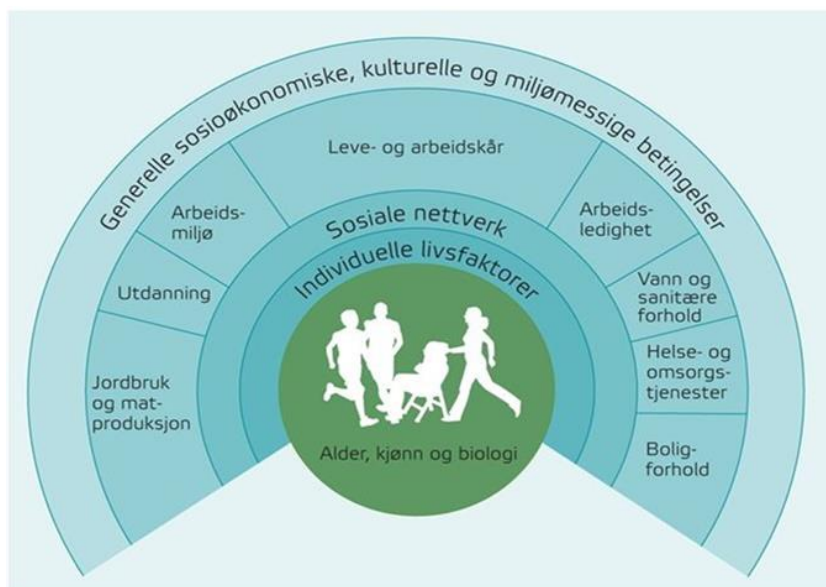 Generelle sosioøkonomiske, kulturelle og miljømessige betingelser
Leve- og arbeidskår
Arbeids-
miljø
Utdanning
Jordbruk
og mat-
produksjon
Arbeids-
ledighet
Vann og
sanitære
forhold
Helse- og
omsorgs-
tjenester
Bolig-
forhold
Sosiale nettverk
Individuelle livsfaktorer
Alder, kjønn og biologi